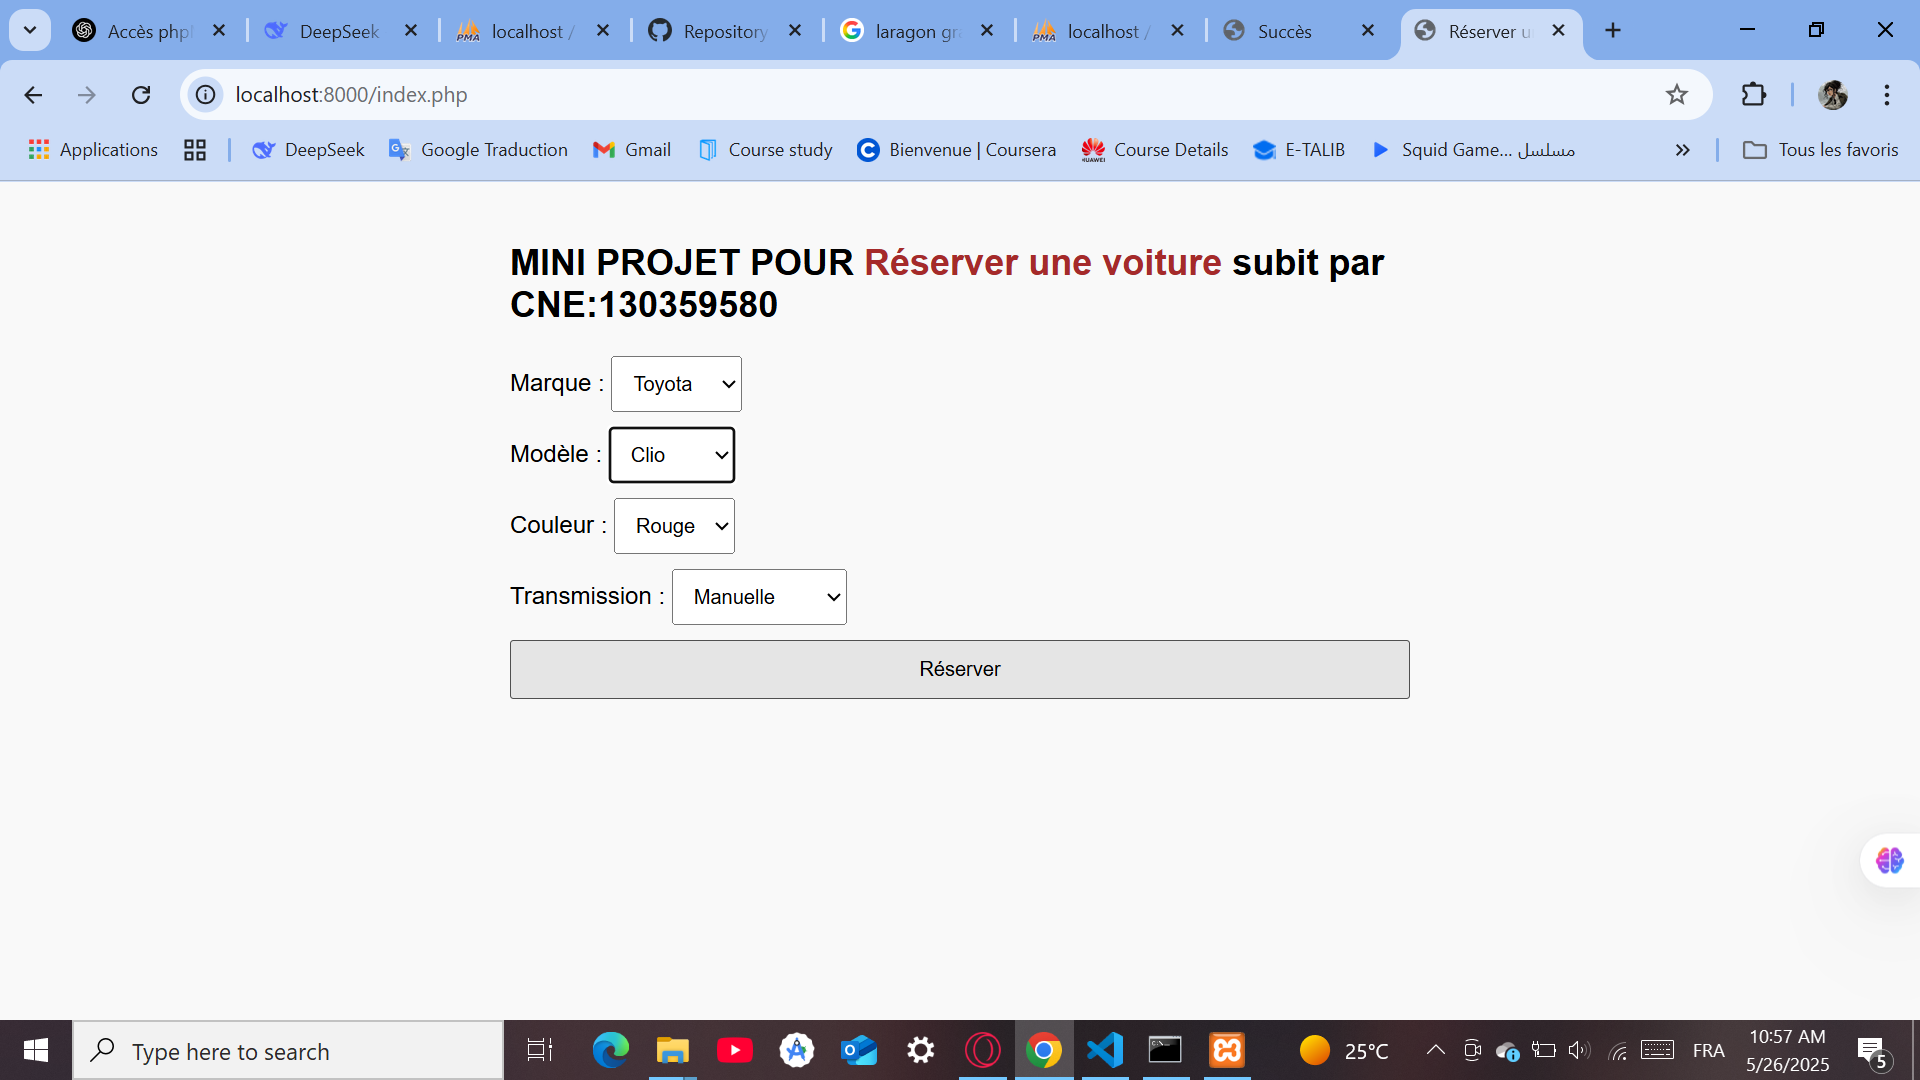 Accès php
DeepSeek
localhost /
Repository
laragon gra
localhost /
Succès
Réserver u
localhost:8000/index.php
Applications
DeepSeek
Google Traduction
Gmail
Course study
Bienvenue | Coursera
Course Details
E-TALIB
Squid Game... مسلسل
Tous les favoris
MINI PROJET POUR Réserver une voiture subit par
CNE:130359580
Marque : Toyota
Modèle : Clio
Couleur : Rouge
Transmission : Manuelle
Réserver
Type here to search
25°C
FRA
10:57 AM
5/26/2025
5